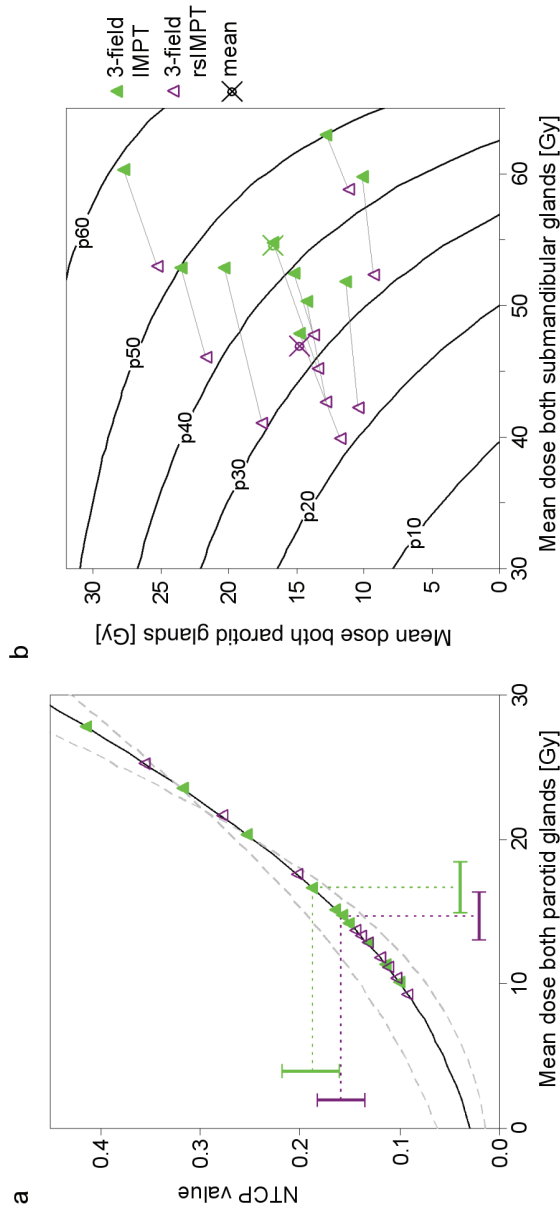 a
NTCP value
0.4
0.3
0.2
0.1
0.0
0
10
20
30
Mean dose both parotid glands [Gy]
b
Mean dose both parotid glands [Gy]
30
25
20
15
10
5
0
p60
p50
p40
p30
p20
p10
30
40
50
60
Mean dose both submandibular glands [Gy]
3-field
IMPT
3-field
rsIMPT
mean